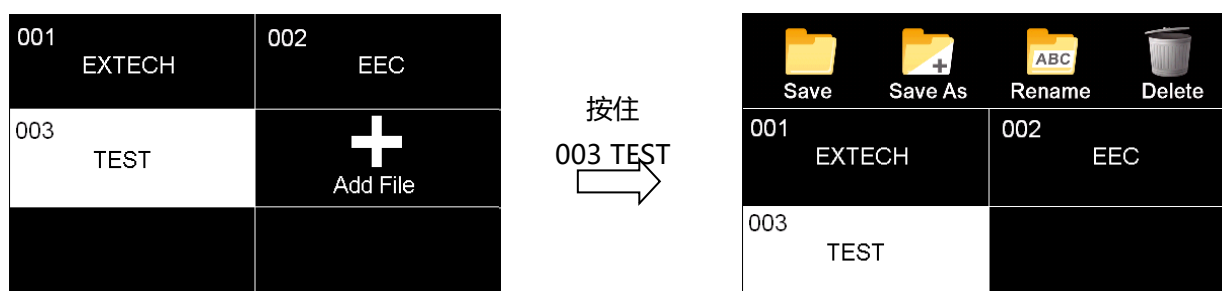 001
EXTECH
002
EEC
003
TEST
Add File
按住
003 TEST
Save
Save As
ABC
Rename
Delete
001
EXTECH
002
EEC
003
TEST